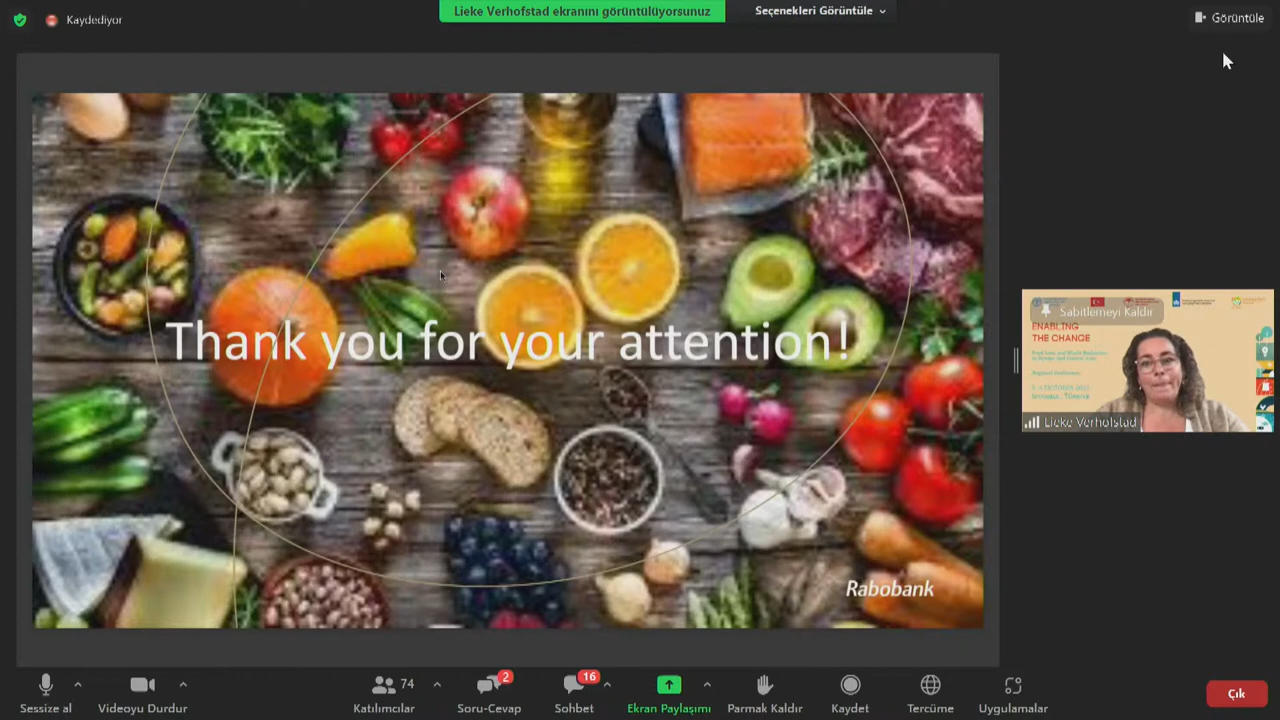 Kaydediyor
Lieke Verhofstad ekranını görüntülüyorsunuz
Seçenekleri Görüntüle
Görüntüle
Thank you for your attention!
Rabobank
Sabitlemeyi Kaldır
ENABLING
THE CHANGE
Lieke Verhofstad
Sessize al
Videoyu Durdur
74
Katılımcılar
2
Soru-Cevap
16
Sohbet
Ekran Paylaşımı
Parmak Kaldır
Kaydet
Tercüme
Uygulamalar
Çık